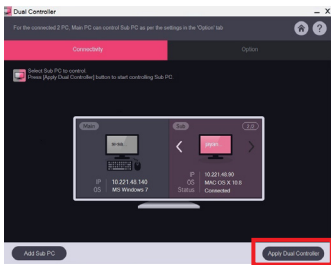 Dual Controller
For the connected 2 PC, Main PC can control Sub PC as per the settings in the 'Option' tab
Connectivity
Option
Select Sub PC to control.
Press [Apply Dual Controller] button to start controlling Sub PC.
Main
Sub
IP 10.221.48.140
OS MS Windows 7
IP 10.221.48.90
OS MAC OS X 10.8
Status Connected
Add Sub PC
Apply Dual Controller